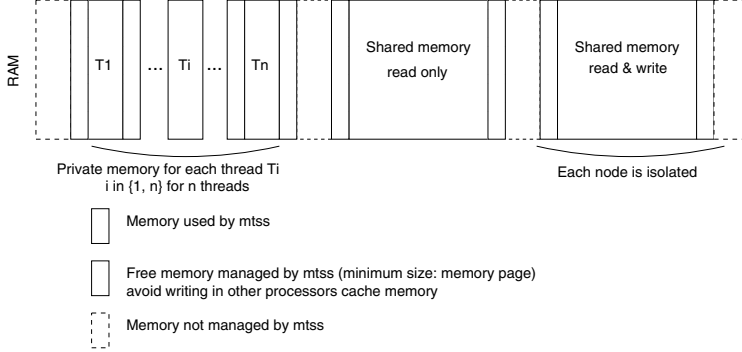 RAM
T1 ... Ti ... Tn
Shared memory
read only
Shared memory
read & write
Private memory for each thread Ti
i in {1, n} for n threads
Each node is isolated
Memory used by mtss
Free memory managed by mtss (minimum size: memory page)
avoid writing in other processors cache memory
Memory not managed by mtss